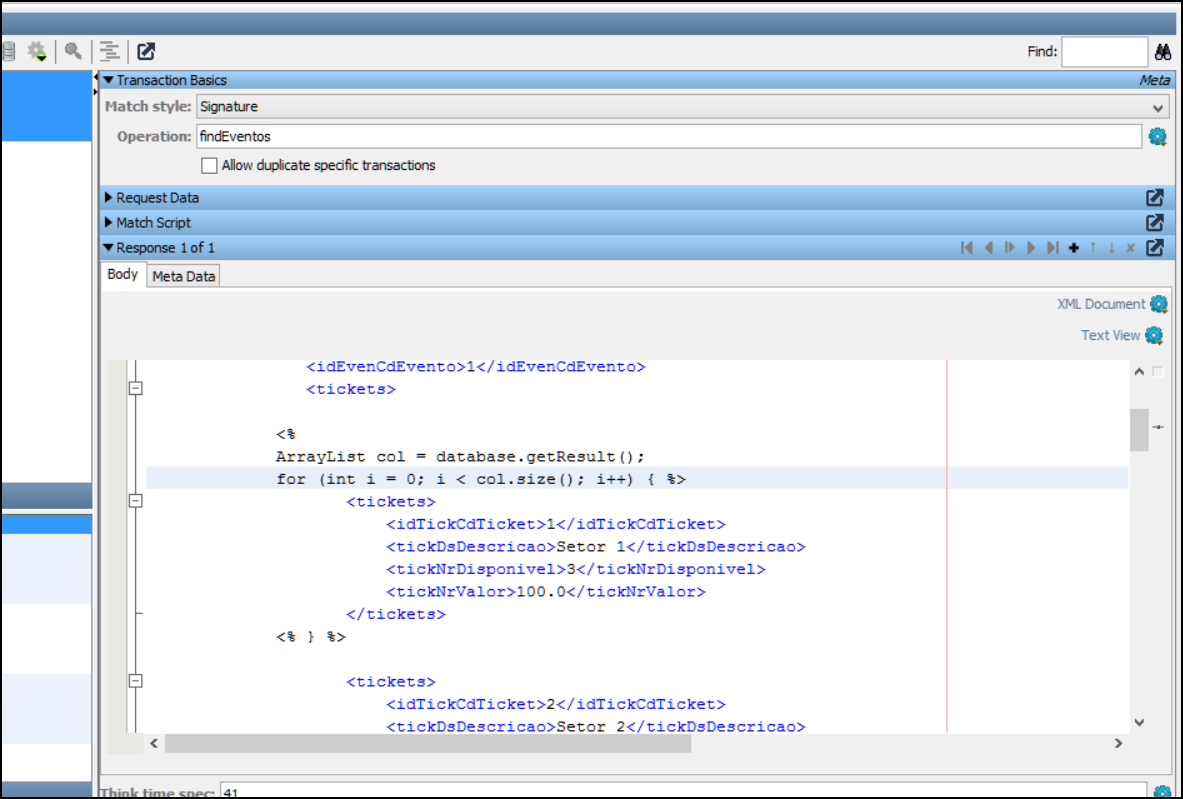 Find:
Transaction Basics Meta
Match style: Signature
Operation: findEventos
Allow duplicate specific transactions
Request Data
Match Script
Response 1 of 1
Body Meta Data
XML Document
Text View
<idEvenCdEvento>1</idEvenCdEvento>
<tickets>
<%
ArrayList col = database.getResult();
for (int i = 0; i < col.size(); i++) { %>
<tickets>
<idTickCdTicket>1</idTickCdTicket>
<tickDsDescricao>Setor 1</tickDsDescricao>
<tickNrDisponivel>3</tickNrDisponivel>
<tickNrValor>100.0</tickNrValor>
</tickets>
<% } %>
<tickets>
<idTickCdTicket>2</idTickCdTicket>
<tickDsDescricao>Setor 2</tickDsDescricao>
Think time spec: 41